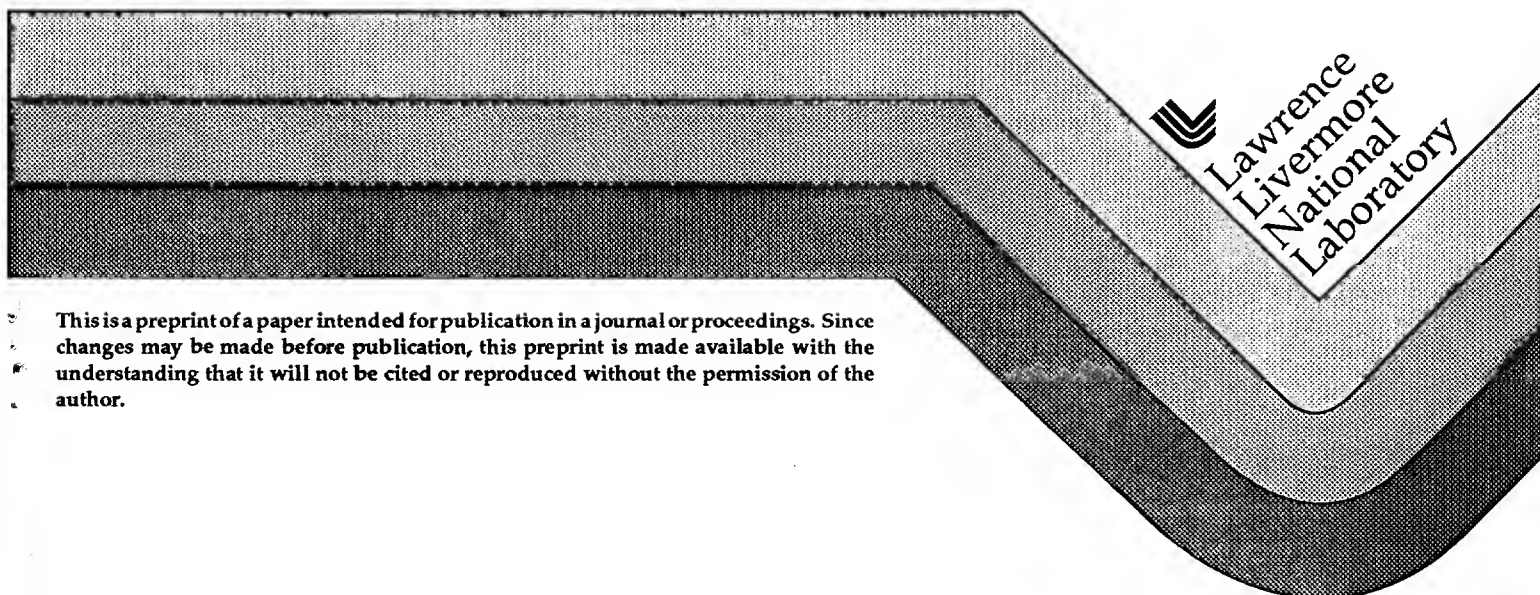 Lawrence
Livermore
National
Laboratory
This is a preprint of a paper intended for publication in a journal or proceedings. Since
changes may be made before publication, this preprint is made available with the
understanding that it will not be cited or reproduced without the permission of the
author.